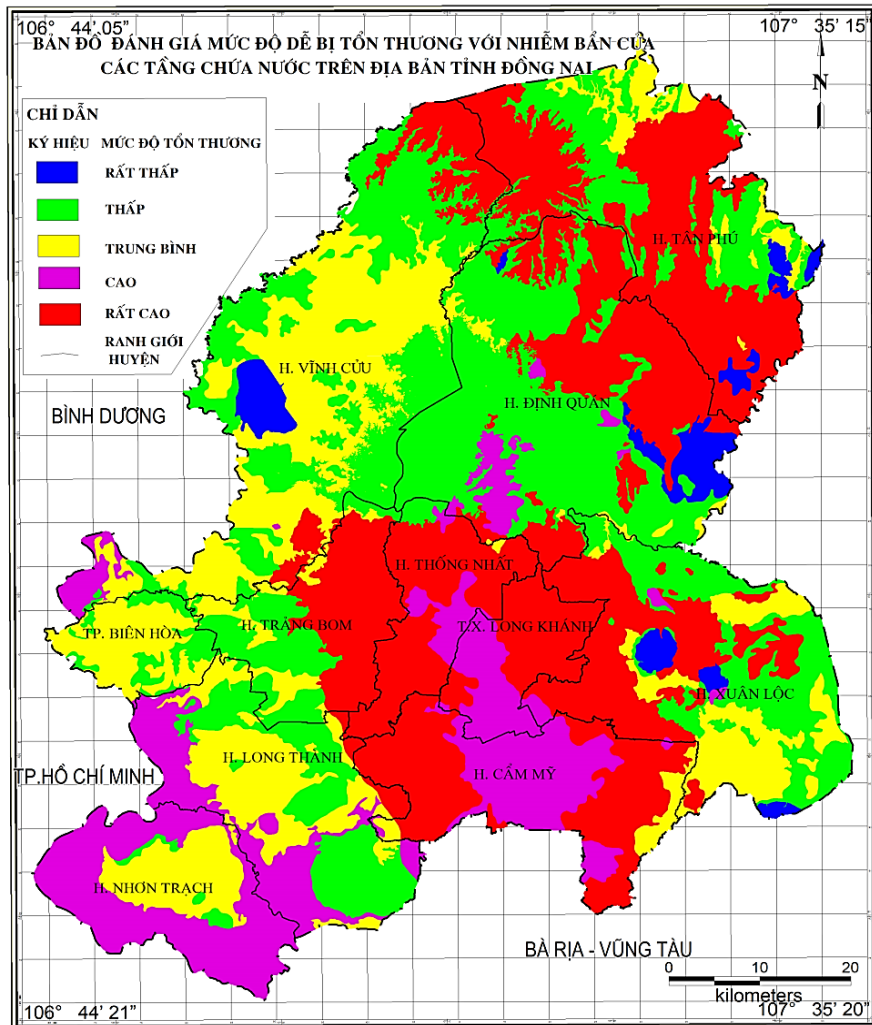 106° 44' 05”
107° 35' 15”
BẢN ĐỒ ĐÁNH GIÁ MỨC ĐỘ DỄ BỊ TỔN THƯƠNG VỚI NHIỄM BẨN CỦA
CÁC TẦNG CHỨA NƯỚC TRÊN ĐỊA BẢN TỈNH ĐỒNG NAI
N
CHỈ DẪN
KÝ HIỆU MỨC ĐỘ TỔN THƯƠNG
RẤT THẤP
THẤP
TRUNG BÌNH
CAO
RẤT CAO
RANH GIỚI
HUYỆN
H. TÂN PHÚ
H. VĨNH CỬU
H. ĐỊNH QUÁN
BÌNH DƯƠNG
H. THỐNG NHẤT
TP. BIÊN HÒA
H. TRẢNG BOM
T.X. LONG KHÁNH
H. XUÂN LỘC
H. LONG THÀNH
TP.HỒ CHÍ MINH
H. CẨM MỸ
H. NHƠN TRẠCH
BÀ RỊA - VŨNG TÀU
0 10 20
kilometers
106° 44' 21”
107° 35' 20”